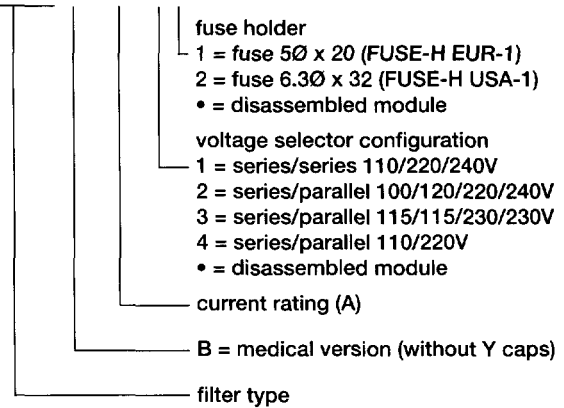 fuse holder
1 = fuse 5Ø x 20 (FUSE-H EUR-1)
2 = fuse 6.3Ø x 32 (FUSE-H USA-1)
• = disassembled module
voltage selector configuration
1 = series/series 110/220/240V
2 = series/parallel 100/120/220/240V
3 = series/parallel 115/115/230/230V
4 = series/parallel 110/220V
• = disassembled module
current rating (A)
B = medical version (without Y caps)
filter type